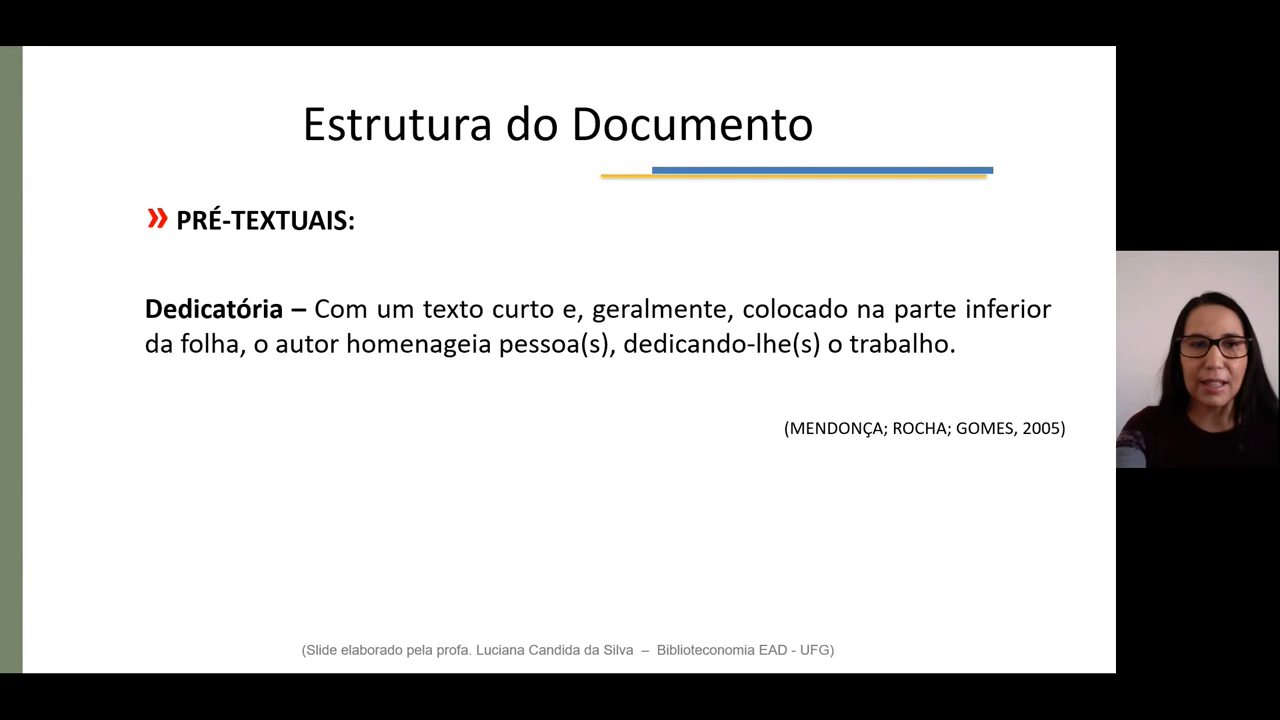 Estrutura do Documento
» PRÉ-TEXTUAIS:
Dedicatória – Com um texto curto e, geralmente, colocado na parte inferior
da folha, o autor homenageia pessoa(s), dedicando-lhe(s) o trabalho.
(MENDONÇA; ROCHA; GOMES, 2005)
(Slide elaborado pela profa. Luciana Candida da Silva – Biblioteconomia EAD - UFG)